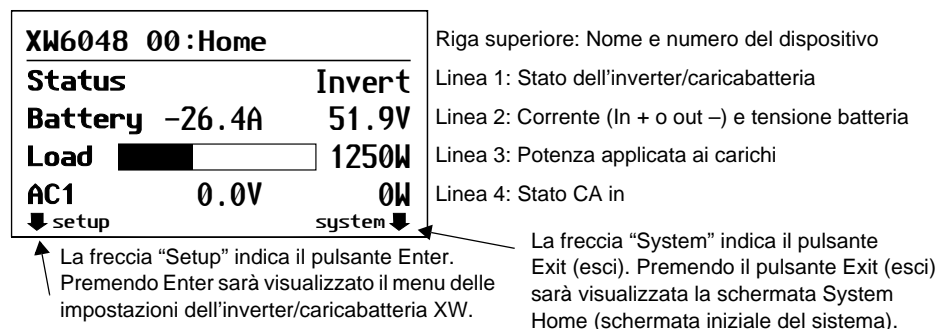 XW6048 00:Home
Riga superiore: Nome e numero del dispositivo
Status Invert
Linea 1: Stato dell'inverter/caricabatteria
Battery -26.4A 51.9V
Linea 2: Corrente (In + o out –) e tensione batteria
Load 1250W
Linea 3: Potenza applicata ai carichi
AC1 0.0V 0W
Linea 4: Stato CA in
setup system
La freccia “Setup” indica il pulsante Enter.
Premendo Enter sarà visualizzato il menu delle
impostazioni dell'inverter/caricabatteria XW.
La freccia “System” indica il pulsante
Exit (esci). Premendo il pulsante Exit (esci)
sarà visualizzata la schermata System
Home (schermata iniziale del sistema).